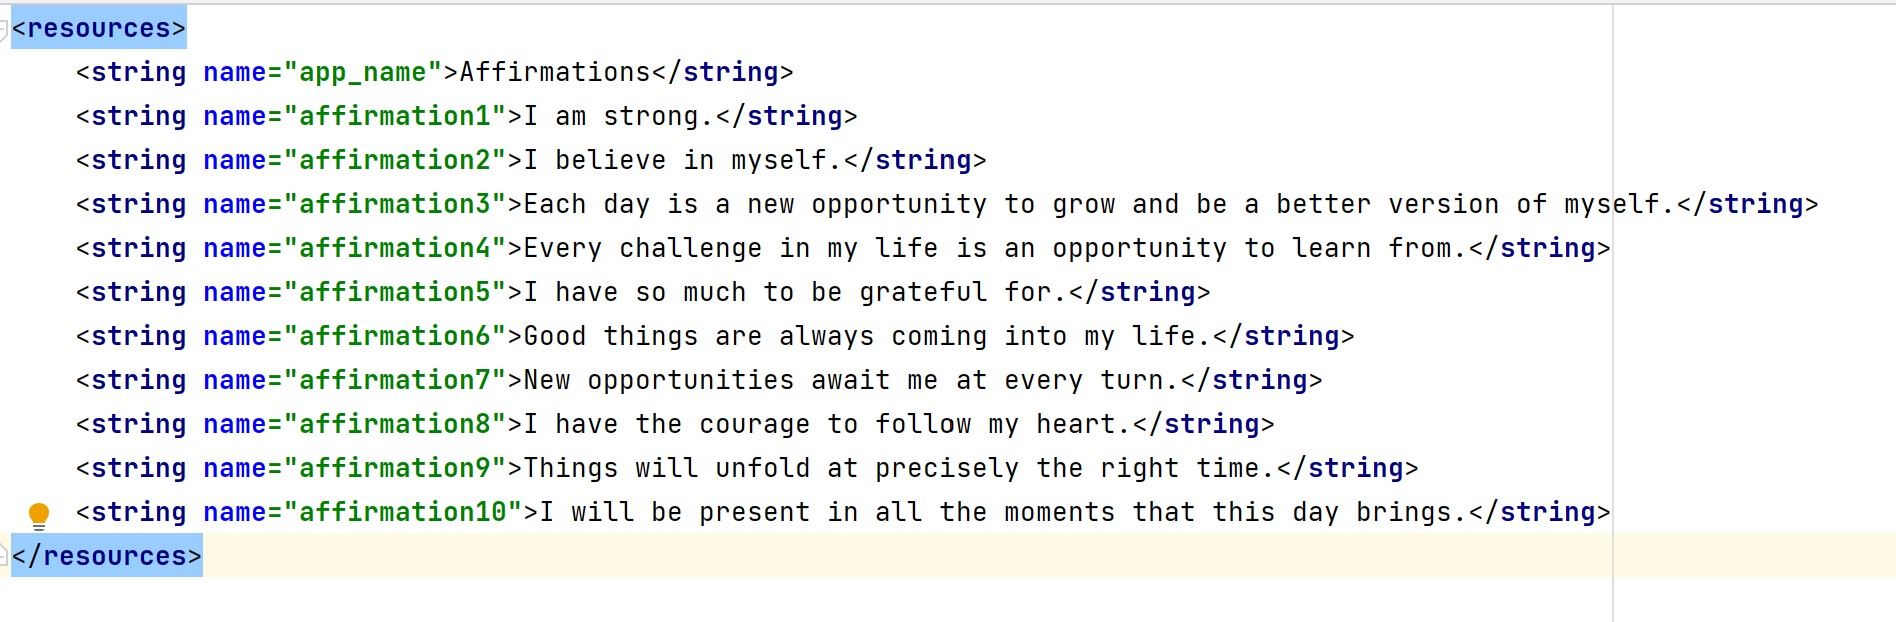 <resources>
    <string name="app_name">Affirmations</string>
    <string name="affirmation1">I am strong.</string>
    <string name="affirmation2">I believe in myself.</string>
    <string name="affirmation3">Each day is a new opportunity to grow and be a better version of myself.</string>
    <string name="affirmation4">Every challenge in my life is an opportunity to learn from.</string>
    <string name="affirmation5">I have so much to be grateful for.</string>
    <string name="affirmation6">Good things are always coming into my life.</string>
    <string name="affirmation7">New opportunities await me at every turn.</string>
    <string name="affirmation8">I have the courage to follow my heart.</string>
    <string name="affirmation9">Things will unfold at precisely the right time.</string>
    <string name="affirmation10">I will be present in all the moments that this day brings.</string>
</resources>